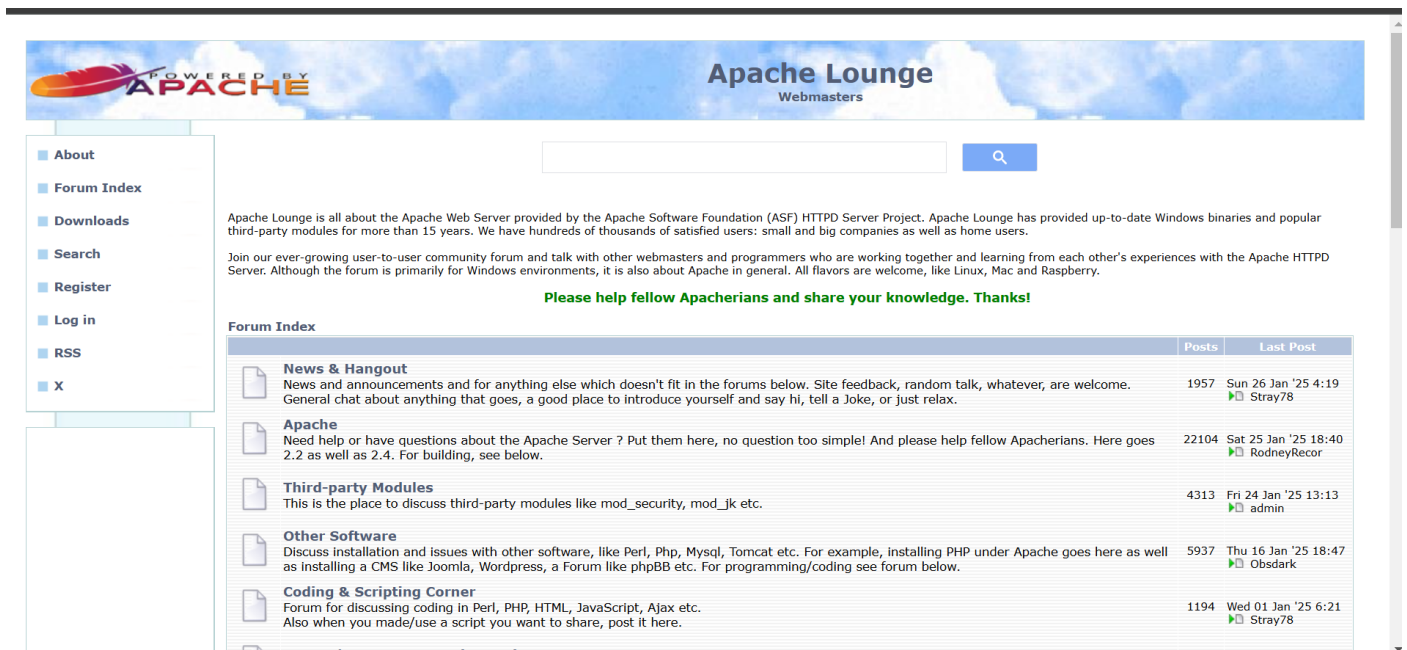 POWERED BY
APACHE
Apache Lounge
Webmasters
About
Forum Index
Downloads
Search
Register
Log in
RSS
X
Apache Lounge is all about the Apache Web Server provided by the Apache Software Foundation (ASF) HTTPD Server Project. Apache Lounge has provided up-to-date Windows binaries and popular
third-party modules for more than 15 years. We have hundreds of thousands of satisfied users: small and big companies as well as home users.
Join our ever-growing user-to-user community forum and talk with other webmasters and programmers who are working together and learning from each other's experiences with the Apache HTTPD
Server. Although the forum is primarily for Windows environments, it is also about Apache in general. All flavors are welcome, like Linux, Mac and Raspberry.
Please help fellow Apacherians and share your knowledge. Thanks!
Forum Index
Posts Last Post
News & Hangout
News and announcements and for anything else which doesn't fit in the forums below. Site feedback, random talk, whatever, are welcome. 1957 Sun 26 Jan '25 4:19
General chat about anything that goes, a good place to introduce yourself and say hi, tell a Joke, or just relax. Stray78
Apache
Need help or have questions about the Apache Server ? Put them here, no question too simple! And please help fellow Apacherians. Here goes 22104 Sat 25 Jan '25 18:40
2.2 as well as 2.4. For building, see below. RodneyRecor
Third-party Modules
This is the place to discuss third-party modules like mod_security, mod_jk etc. 4313 Fri 24 Jan '25 13:13
admin
Other Software
Discuss installation and issues with other software, like Perl, Php, Mysql, Tomcat etc. For example, installing PHP under Apache goes here as well 5937 Thu 16 Jan '25 18:47
as installing a CMS like Joomla, Wordpress, a Forum like phpBB etc. For programming/coding see forum below. Obsdark
Coding & Scripting Corner
Forum for discussing coding in Perl, PHP, HTML, JavaScript, Ajax etc. 1194 Wed 01 Jan '25 6:21
Also when you made/use a script you want to share, post it here. Stray78